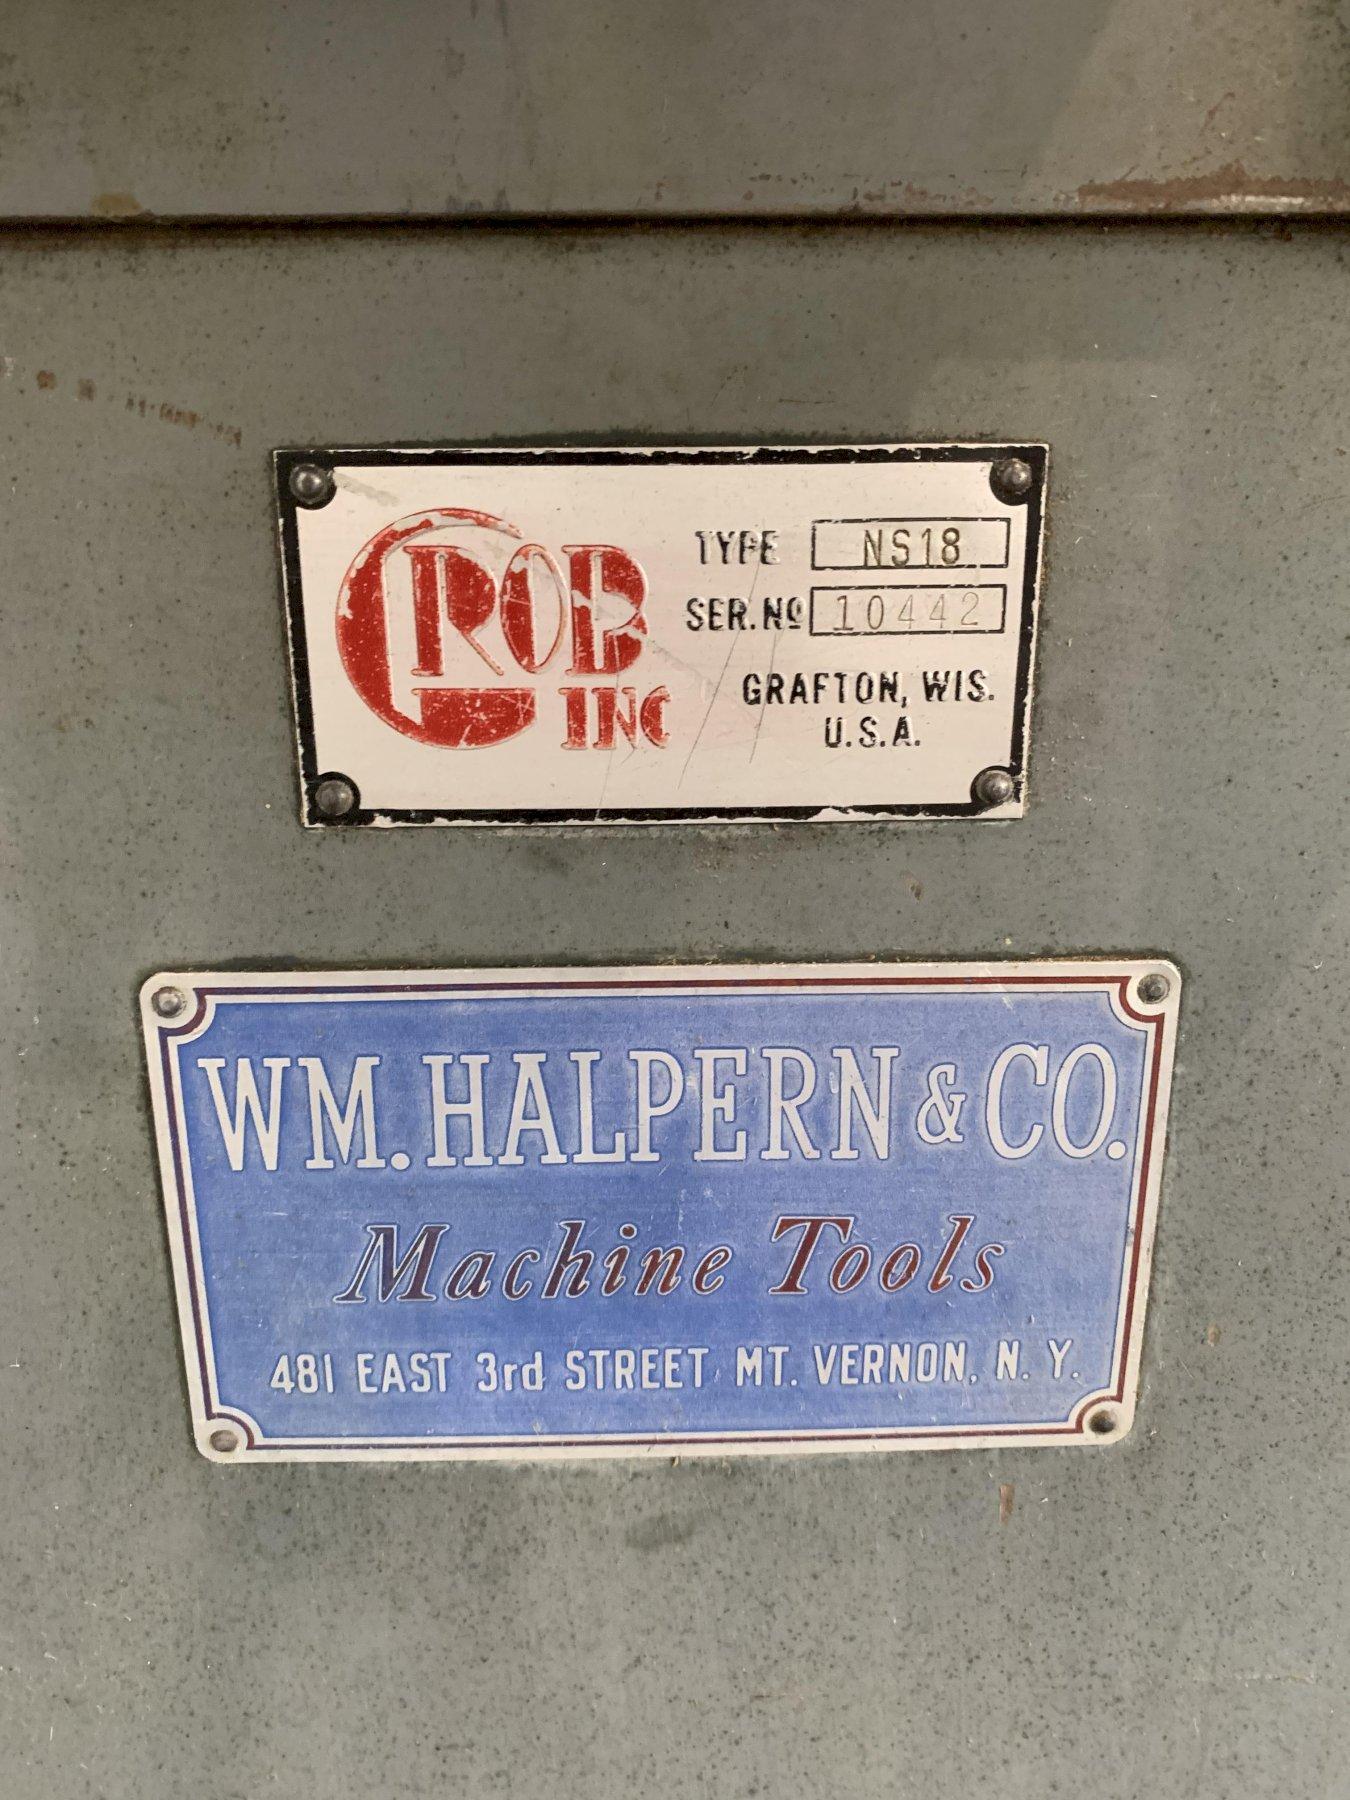 GROB
INC
TYPE NS18
SER. No 10442
GRAFTON, WIS.
U.S.A.
WM. HALPERN & CO.
Machine Tools
481 EAST 3rd STREET MT. VERNON, N. Y.